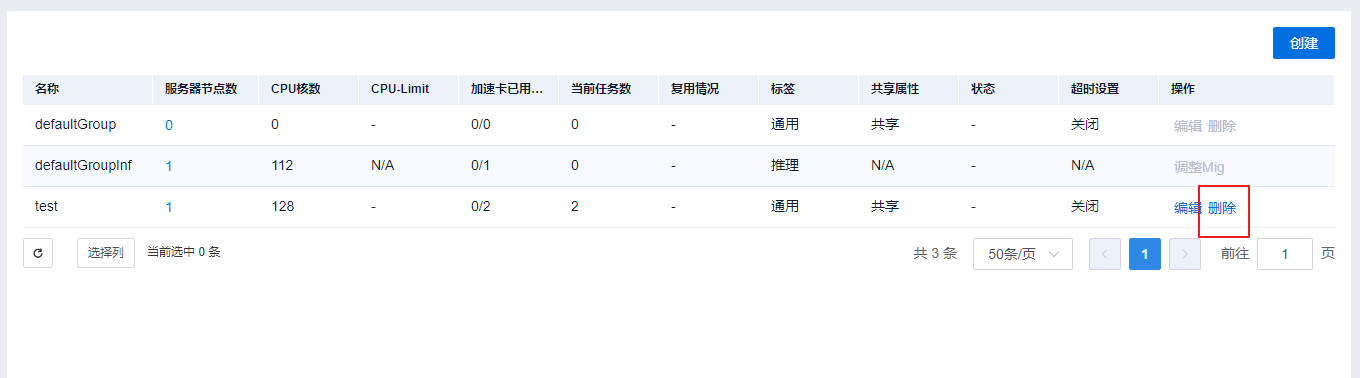 创建
名称 服务器节点数 CPU核数 CPU-Limit 加速卡已用... 当前任务数 复用情况 标签 共享属性 状态 超时设置 操作
defaultGroup 0 0 - 0/0 0 - 通用 共享 - 关闭 编辑 删除
defaultGroupInf 1 112 N/A 0/1 0 - 推理 N/A - N/A 调整Mig
test 1 128 - 0/2 2 - 通用 共享 - 关闭 编辑 删除
选择列 当前选中 0 条 共 3 条 50条/页 1 前往 1 页